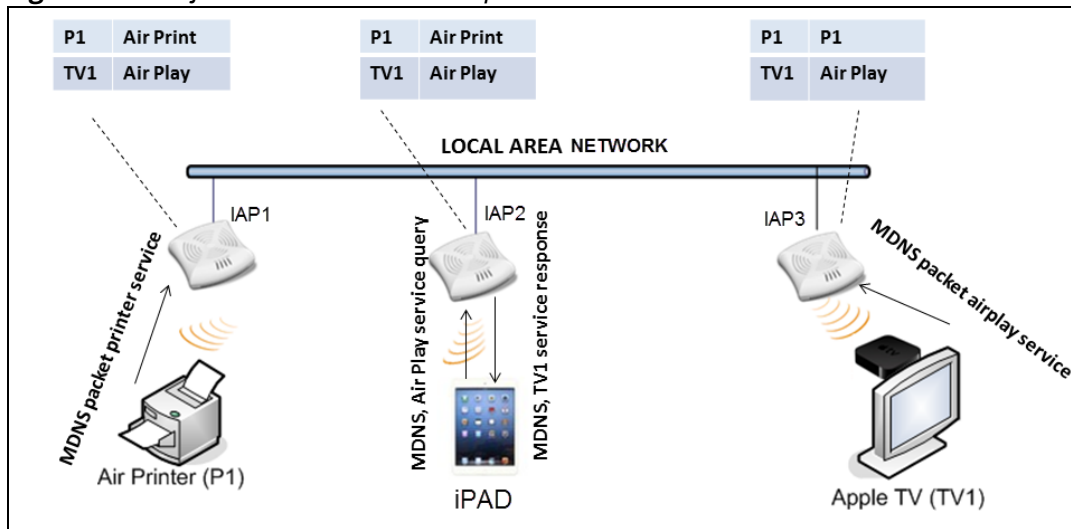 P1 Air Print
TV1 Air Play
P1 Air Print
TV1 Air Play
P1 P1
TV1 Air Play
LOCAL AREA NETWORK
IAP1
IAP2
IAP3
MDNS packet printer service
MDNS, Air Play service query
MDNS, TV1 service response
MDNS packet airplay service
tv
Air Printer (P1)
iPAD
Apple TV (TV1)